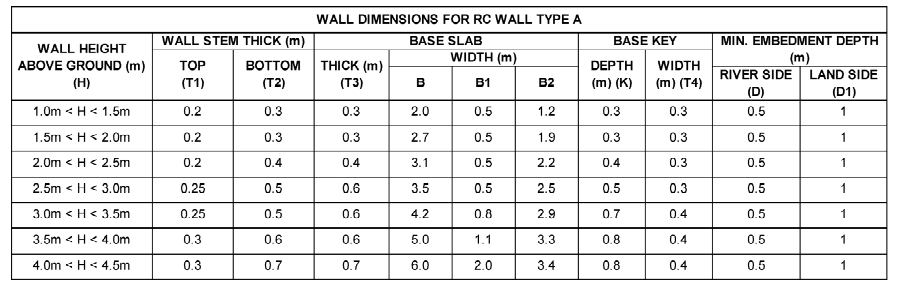 WALL DIMENSIONS FOR RC WALL TYPE A
WALL HEIGHT ABOVE GROUND (m) (H) WALL STEM THICK (m) BASE SLAB BASE KEY MIN. EMBEDMENT DEPTH (m)
TOP (T1) BOTTOM (T2) THICK (m) (T3) WIDTH (m) DEPTH (m) (K) WIDTH (m) (T4) RIVER SIDE (D) LAND SIDE (D1)
B B1 B2
1.0m < H < 1.5m 0.2 0.3 0.3 2.0 0.5 1.2 0.3 0.3 0.5 1
1.5m < H < 2.0m 0.2 0.3 0.3 2.7 0.5 1.9 0.3 0.3 0.5 1
2.0m < H < 2.5m 0.2 0.4 0.4 3.1 0.5 2.2 0.4 0.3 0.5 1
2.5m < H < 3.0m 0.25 0.5 0.6 3.5 0.5 2.5 0.5 0.3 0.5 1
3.0m < H < 3.5m 0.25 0.5 0.6 4.2 0.8 2.9 0.7 0.4 0.5 1
3.5m < H < 4.0m 0.3 0.6 0.6 5.0 1.1 3.3 0.8 0.4 0.5 1
4.0m < H < 4.5m 0.3 0.7 0.7 6.0 2.0 3.4 0.8 0.4 0.5 1